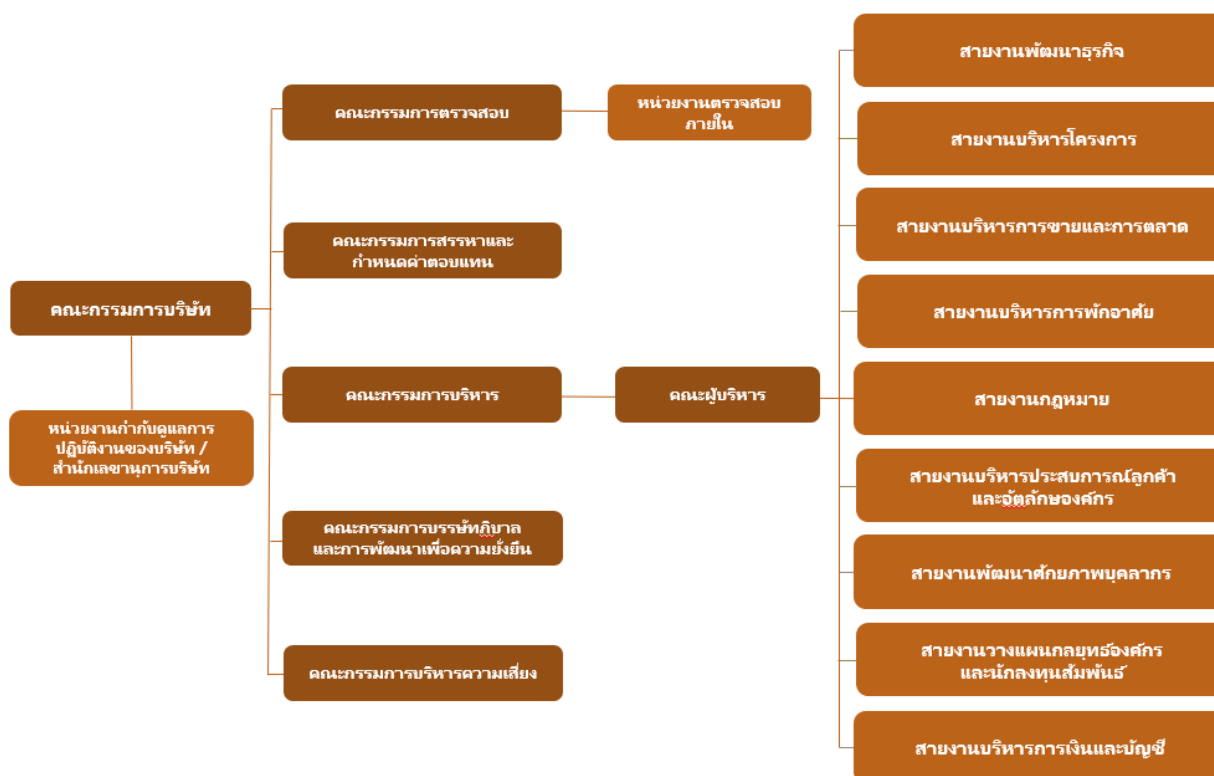 คณะกรรมการบริษัท
หน่วยงานกำกับดูแลการ
ปฏิบัติงานของบริษัท /
สำนักเลขานุการบริษัท
คณะกรรมการตรวจสอบ
หน่วยงานตรวจสอบ
ภายใน
คณะกรรมการสรรหาและ
กำหนดค่าตอบแทน
คณะกรรมการบริหาร
คณะผู้บริหาร
คณะกรรมการบรรษัทภิบาล
และการพัฒนาเพื่อความยั่งยืน
คณะกรรมการบริหารความเสี่ยง
สายงานพัฒนาธุรกิจ
สายงานบริหารโครงการ
สายงานบริหารการขายและการตลาด
สายงานบริหารการพักอาศัย
สายงานกฎหมาย
สายงานบริหารประสบการณ์ลูกค้า
และอัตลักษองค์กร
สายงานพัฒนาศักยภาพบุคลากร
สายงานวางแผนกลยุทธ์องค์กร
และนักลงทุนสัมพันธ์
สายงานบริหารการเงินและบัญชี